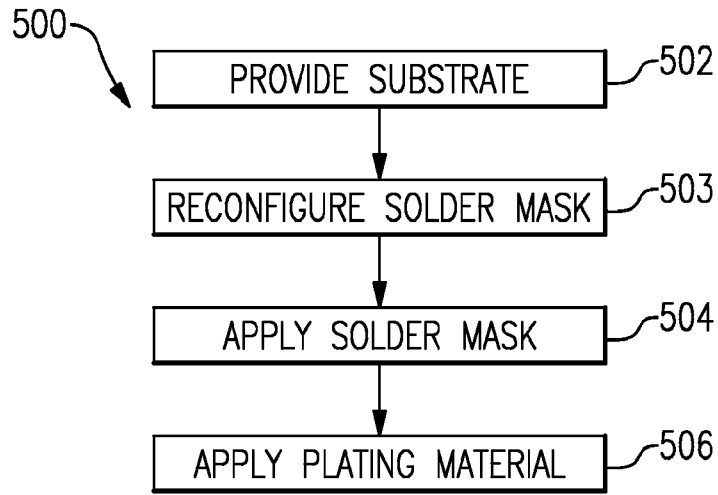 500
PROVIDE SUBSTRATE
502
RECONFIGURE SOLDER MASK
503
APPLY SOLDER MASK
504
APPLY PLATING MATERIAL
506